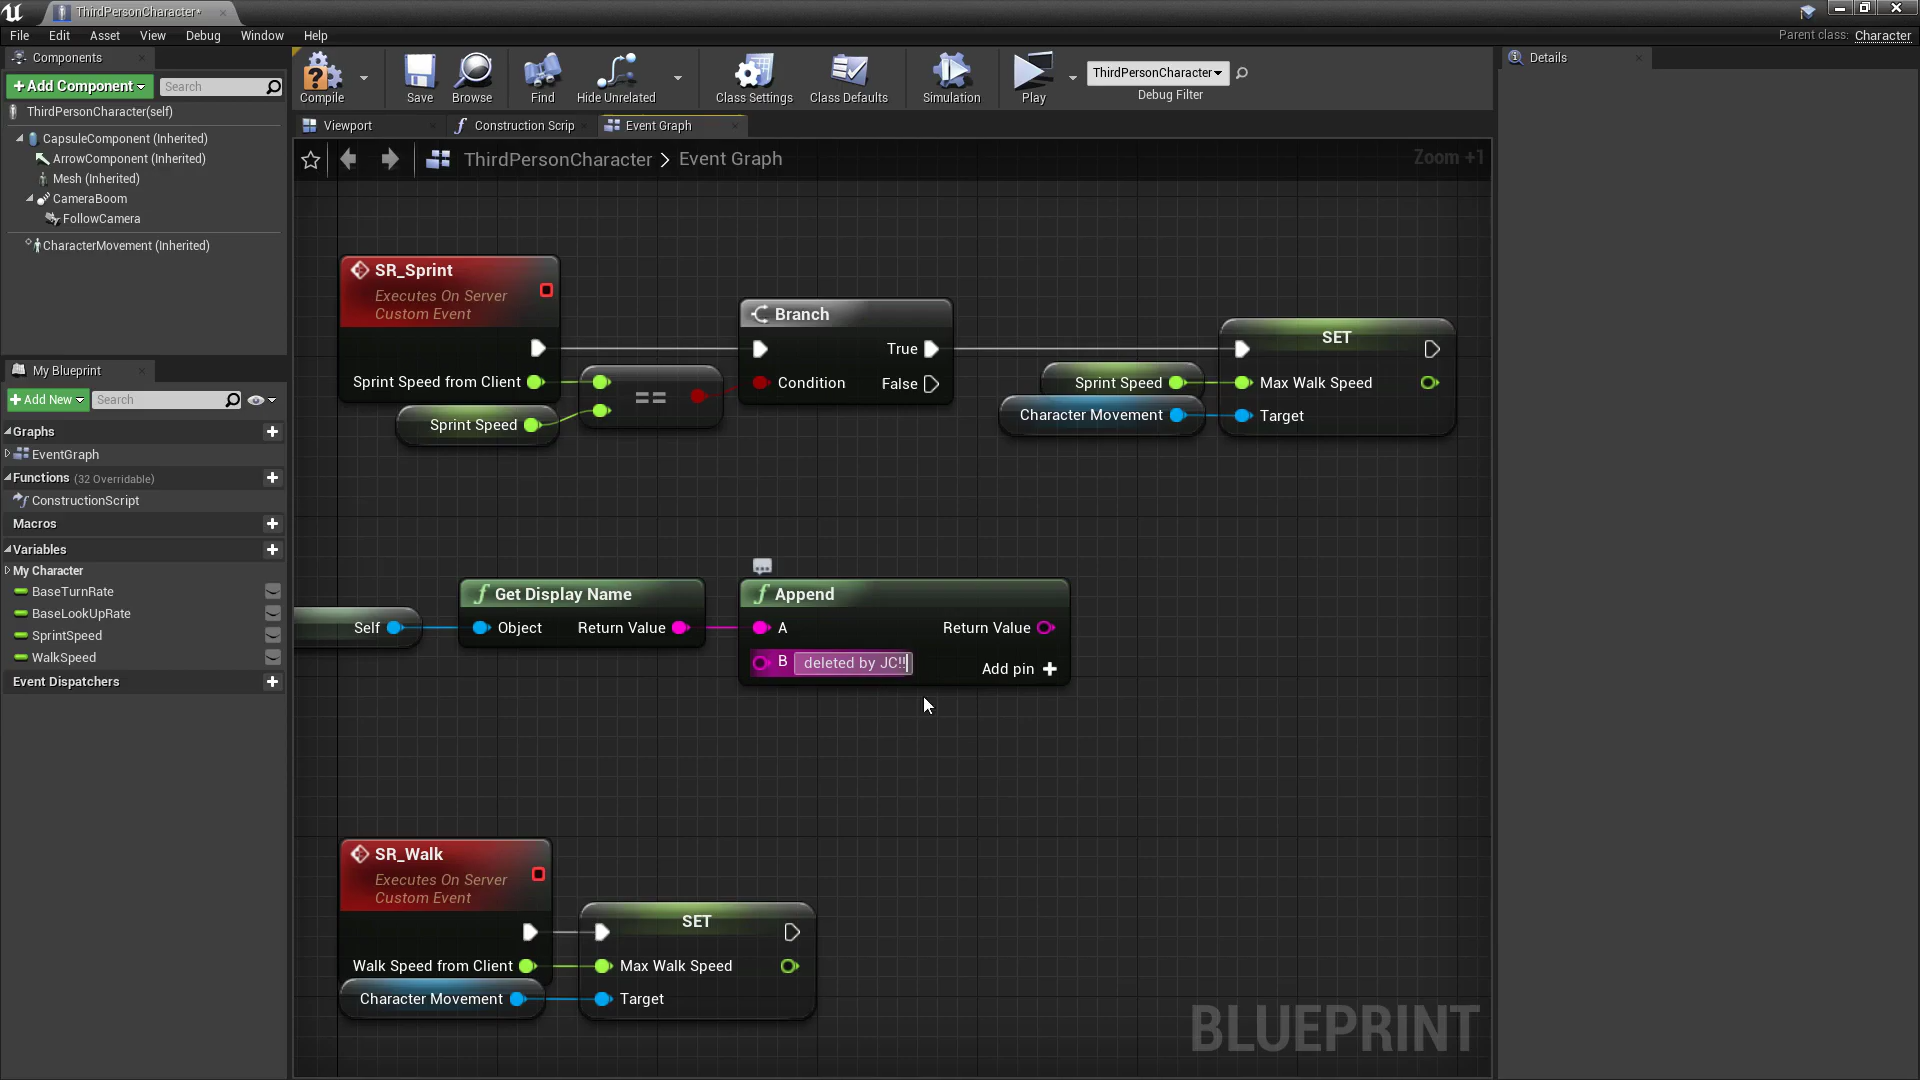 ThirdPersonCharacter*
File Edit Asset View Debug Window Help
Parent class: Character
Components
+ Add Component
Search
ThirdPersonCharacter(self)
CapsuleComponent (Inherited)
ArrowComponent (Inherited)
Mesh (Inherited)
CameraBoom
FollowCamera
CharacterMovement (Inherited)
My Blueprint
+ Add New
Search
Graphs
EventGraph
Functions (32 Overridable)
ConstructionScript
Macros
Variables
My Character
BaseTurnRate
BaseLookUpRate
SprintSpeed
WalkSpeed
Event Dispatchers
Compile
Save
Browse
Find
Hide Unrelated
Class Settings
Class Defaults
Simulation
Play
ThirdPersonCharacter
Debug Filter
Viewport
Construction Scrip
Event Graph
ThirdPersonCharacter > Event Graph
Zoom +1
SR_Sprint
Executes On Server
Custom Event
Sprint Speed from Client
Sprint Speed
==
Branch
True
Condition
False
Sprint Speed
Character Movement
SET
Max Walk Speed
Target
Self
Get Display Name
Object
Return Value
Append
A
Return Value
B deleted by JC!!
Add pin +
SR_Walk
Executes On Server
Custom Event
Walk Speed from Client
Character Movement
SET
Max Walk Speed
Target
BLUEPRINT
Details